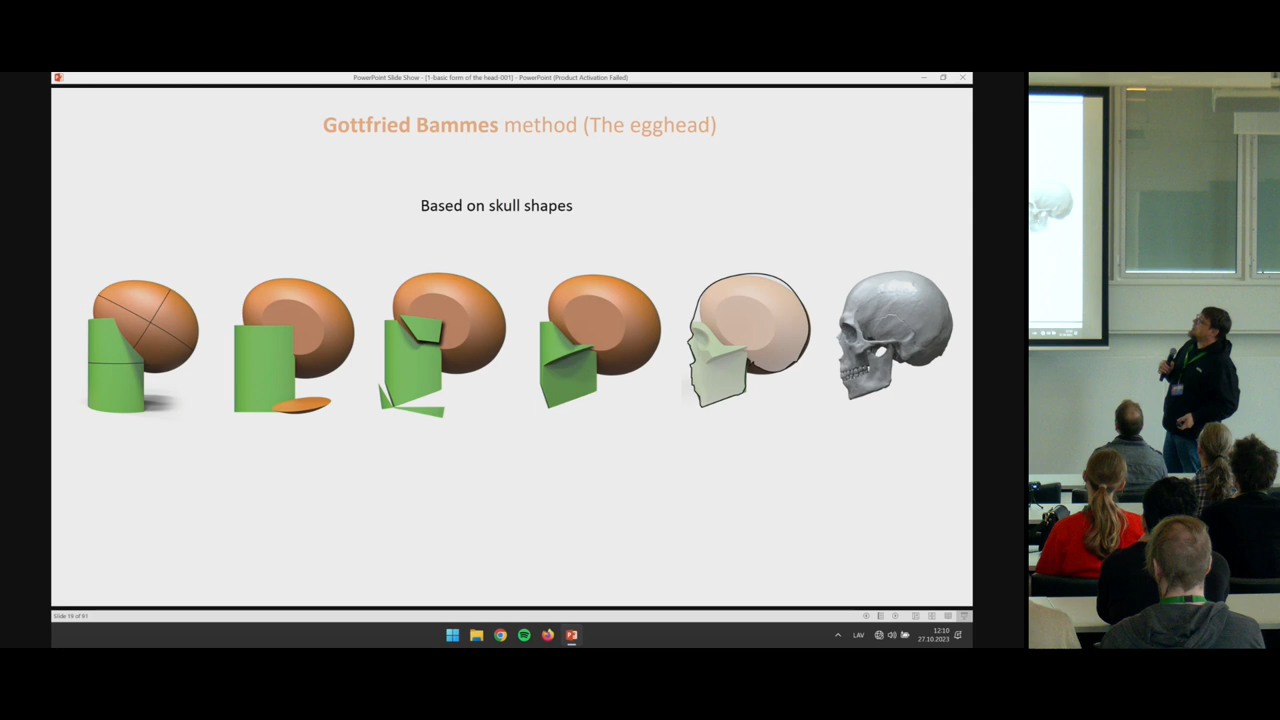 PowerPoint Slide Show - [1-basic form of the head-001] - PowerPoint (Product Activation Failed)
Gottfried Bammes method (The egghead)
Based on skull shapes
Slide 19 of 91
LAV
12:10
27.10.2023